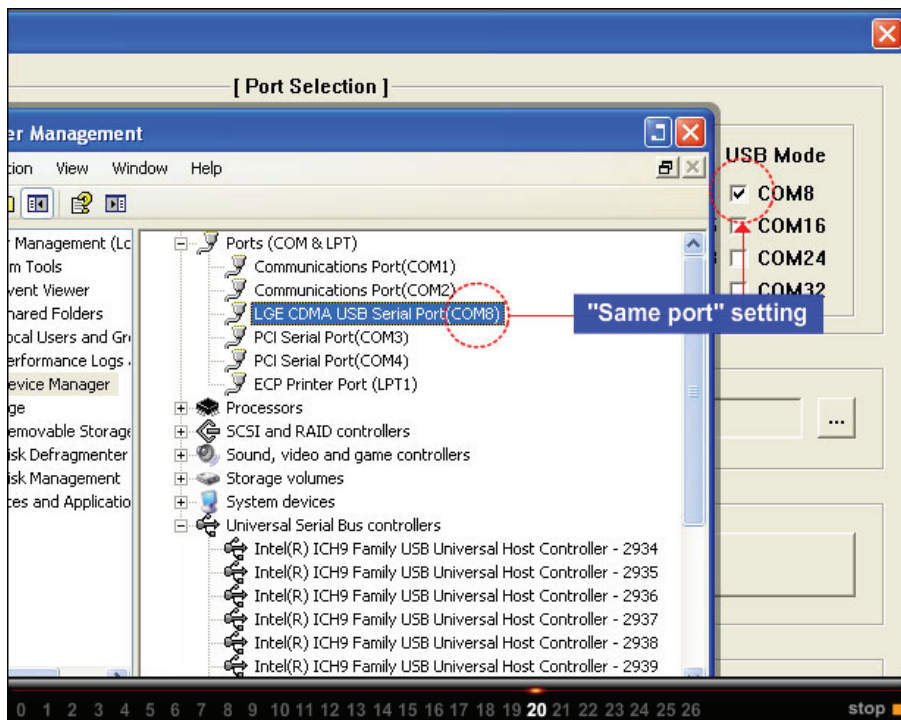 [ Port Selection ]
er Management
tion View Window Help
USB Mode
COM8
COM16
COM24
COM32
"Same port" setting
r Management (Lc
m Tools
vent Viewer
hared Folders
ocal Users and Gr
erformance Logs
evice Manager
ge
emovable Storage
isk Defragmenter
isk Management
ces and Applicatio
Ports (COM & LPT)
Communications Port(COM1)
Communications Port(COM2)
LGE CDMA USB Serial Port(COM8)
PCI Serial Port(COM3)
PCI Serial Port(COM4)
ECP Printer Port (LPT1)
Processors
SCSI and RAID controllers
Sound, video and game controllers
Storage volumes
System devices
Universal Serial Bus controllers
Intel(R) ICH9 Family USB Universal Host Controller - 2934
Intel(R) ICH9 Family USB Universal Host Controller - 2935
Intel(R) ICH9 Family USB Universal Host Controller - 2936
Intel(R) ICH9 Family USB Universal Host Controller - 2937
Intel(R) ICH9 Family USB Universal Host Controller - 2938
Intel(R) ICH9 Family USB Universal Host Controller - 2939
...
0 1 2 3 4 5 6 7 8 9 10 11 12 13 14 15 16 17 18 19 20 21 22 23 24 25 26 stop